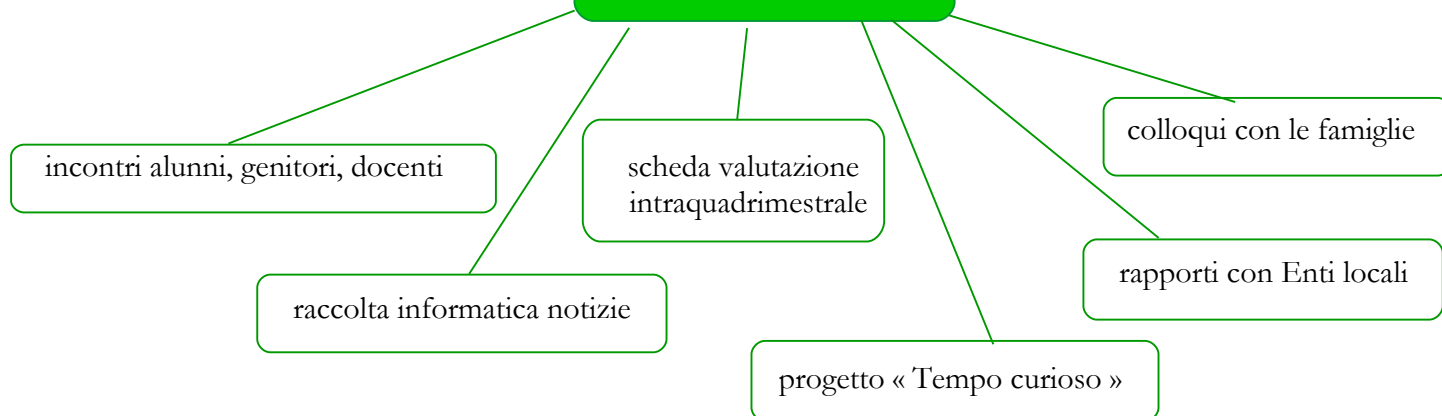 colloqui con le famiglie
incontri alunni, genitori, docenti
scheda valutazione
intraquadrimestrale
rapporti con Enti locali
raccolta informatica notizie
progetto « Tempo curioso »